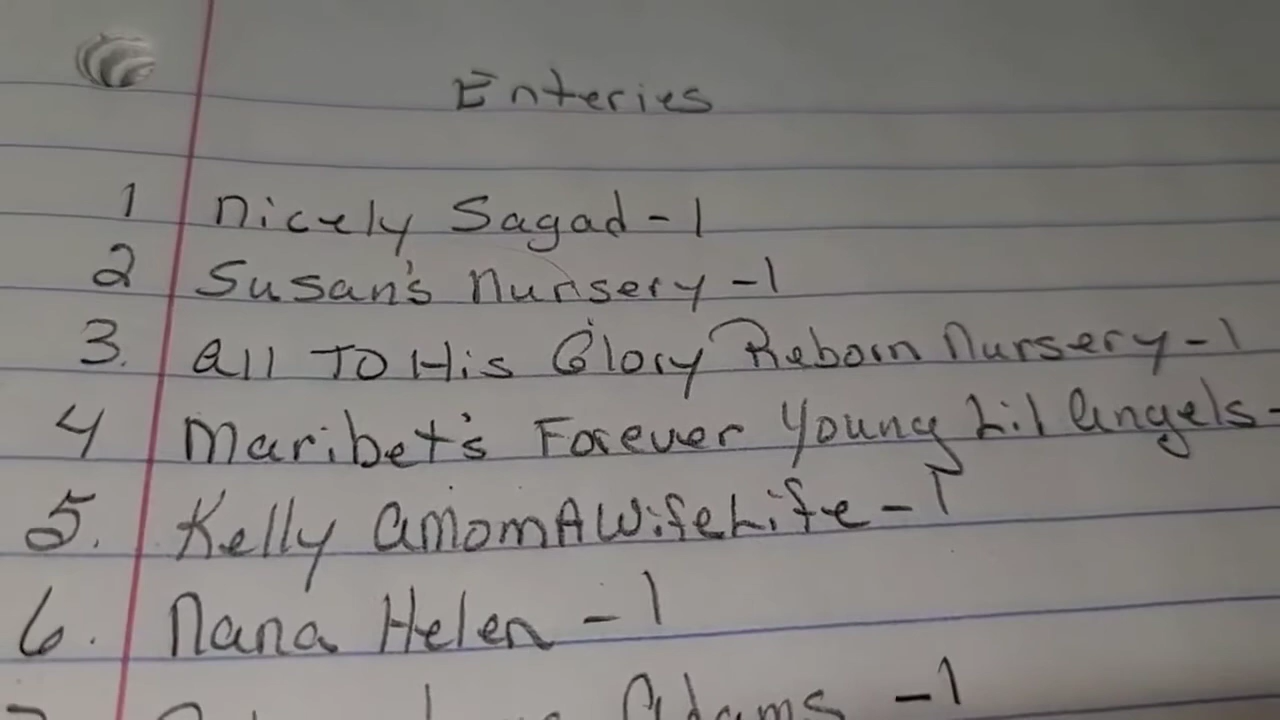 Enteries
1 Nicely Sagad - 1
2 Susan's Nursery - 1
3. All To His Glory Reborn Nursery - 1
4 Maribet's Forever Young Lil Angels -
5. Kelly AMomAWifeLife - 1
6. Nana Helen - 1
Adams - 1